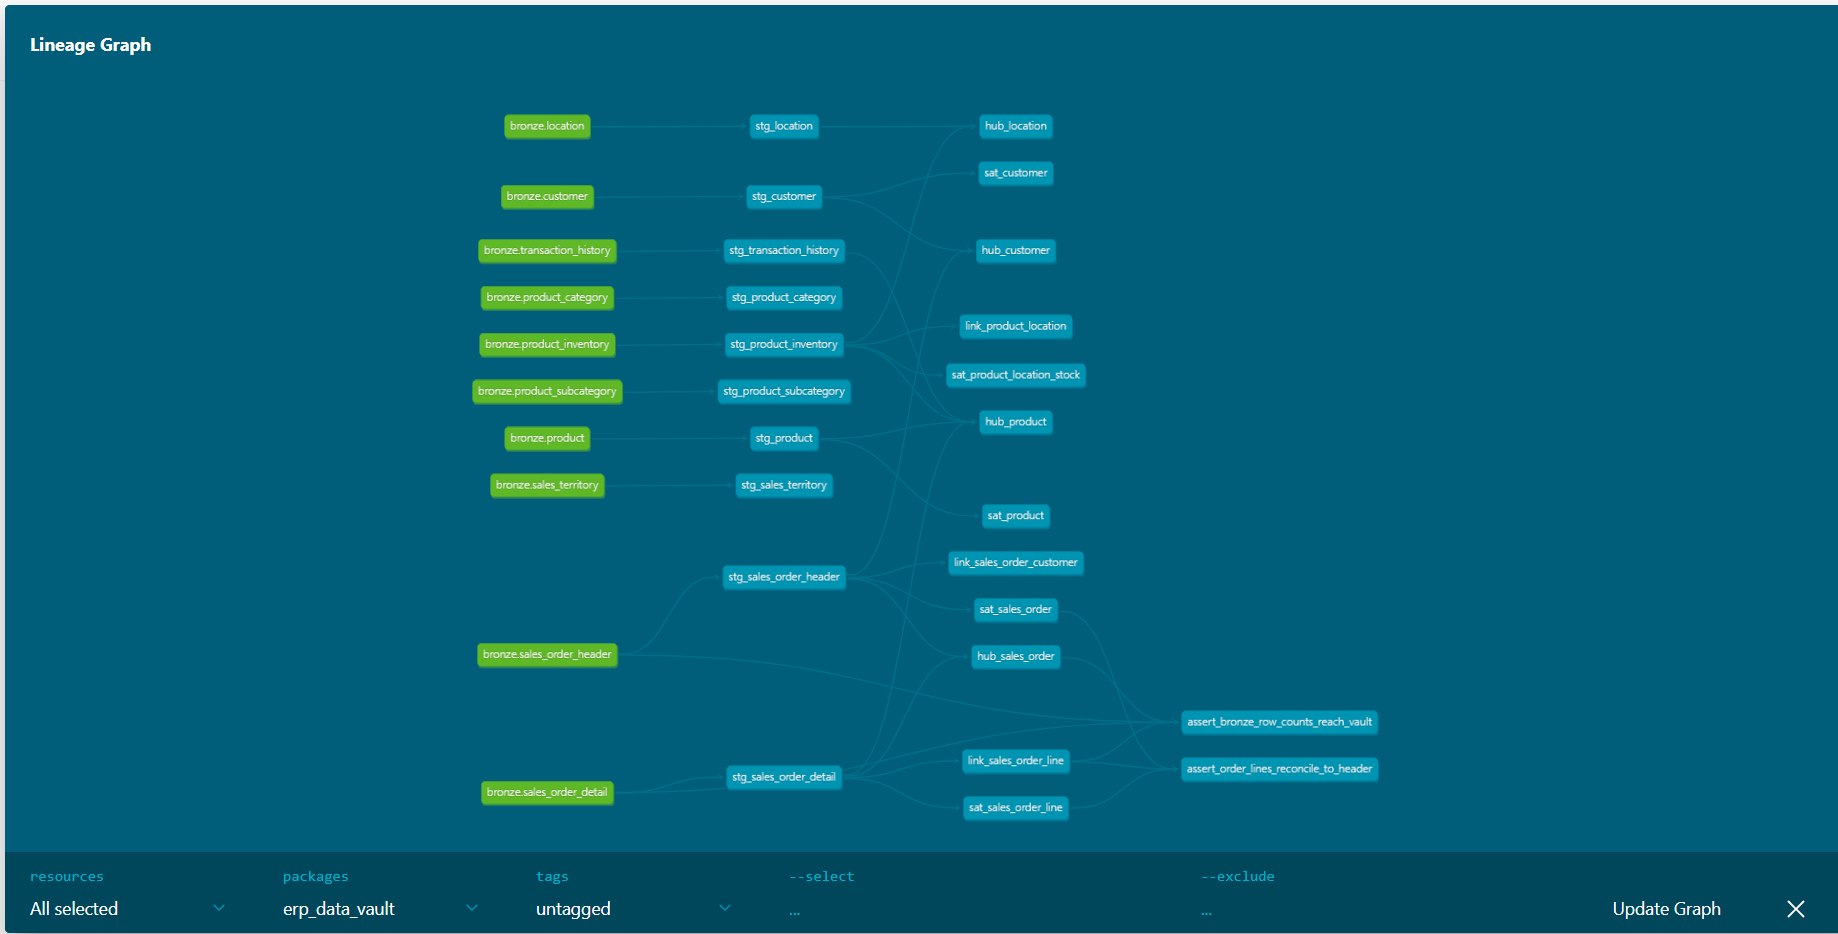 Lineage Graph
bronze.location
stg_location
hub_location
sat_customer
bronze.customer
stg_customer
bronze.transaction_history
stg_transaction_history
hub_customer
bronze.product_category
stg_product_category
link_product_location
bronze.product_inventory
stg_product_inventory
sat_product_location_stock
bronze.product_subcategory
stg_product_subcategory
hub_product
bronze.product
stg_product
bronze.sales_territory
stg_sales_territory
sat_product
link_sales_order_customer
stg_sales_order_header
sat_sales_order
bronze.sales_order_header
hub_sales_order
assert_bronze_row_counts_reach_vault
link_sales_order_line
assert_order_lines_reconcile_to_header
stg_sales_order_detail
bronze.sales_order_detail
sat_sales_order_line
resources
packages
tags
--select
--exclude
All selected
erp_data_vault
untagged
...
...
Update Graph